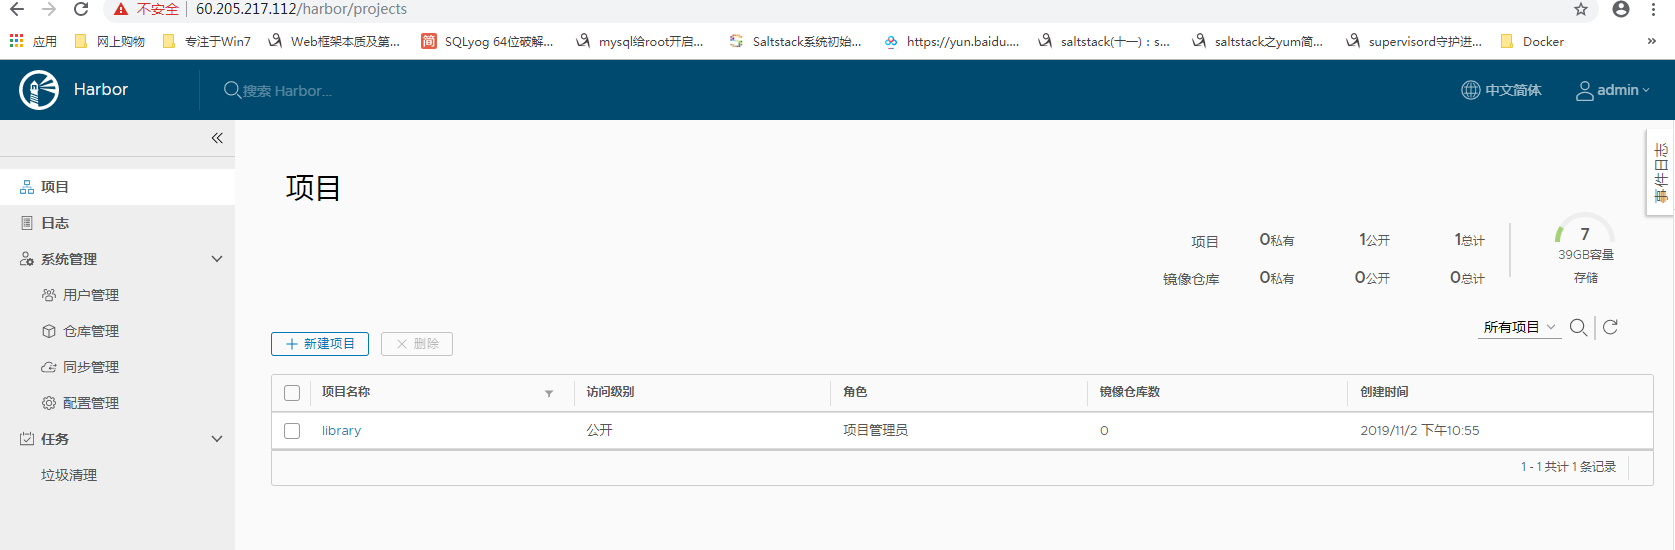 不安全 | 60.205.217.112/harbor/projects
应用 网上购物 专注于Win7 Web框架本质及第... 简 SQLyog 64位破解... mysql给root开启... Saltstack系统初始... https://yun.baidu.... saltstack(十一)：s... saltstack之yum简... supervisord守护进... Docker »
Harbor 搜索 Harbor... 中文简体 admin
事件日志
项目
日志
系统管理
用户管理
仓库管理
同步管理
配置管理
任务
垃圾清理
项目
项目 0私有 1公开 1总计
镜像仓库 0私有 0公开 0总计
7
39GB容量
存储
所有项目
新建项目 删除
项目名称 访问级别 角色 镜像仓库数 创建时间
library 公开 项目管理员 0 2019/11/2 下午10:55
1 - 1 共计 1 条记录